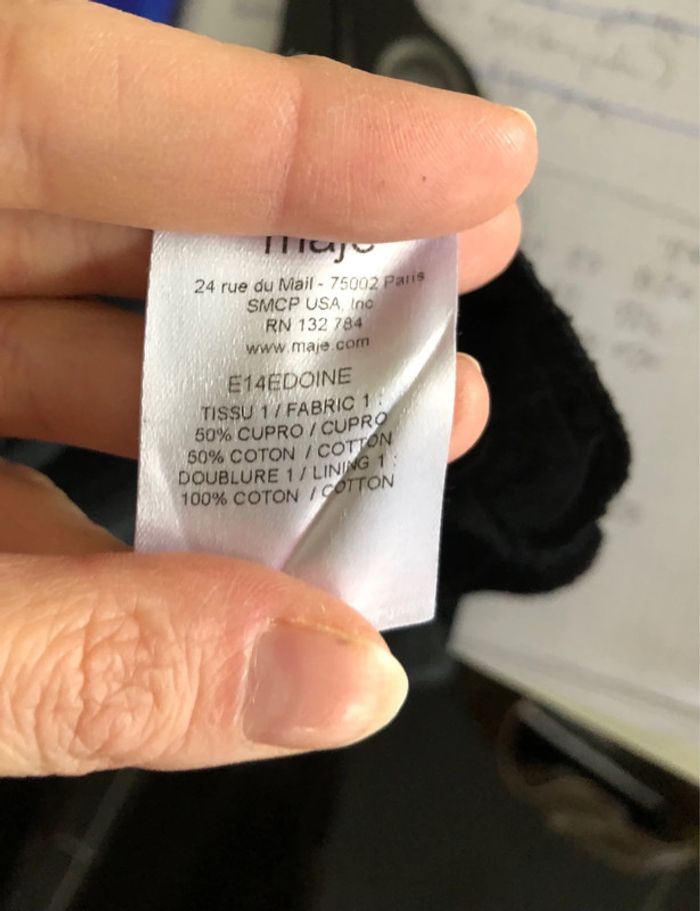 maje
24 rue du Mail - 75002 Paris
SMCP USA, Inc
RN 132 784
www.maje.com
E14EDOINE
TISSU 1 / FABRIC 1 :
50% CUPRO / CUPRO
50% COTON / COTTON
DOUBLURE 1 / LINING 1 :
100% COTON / COTTON